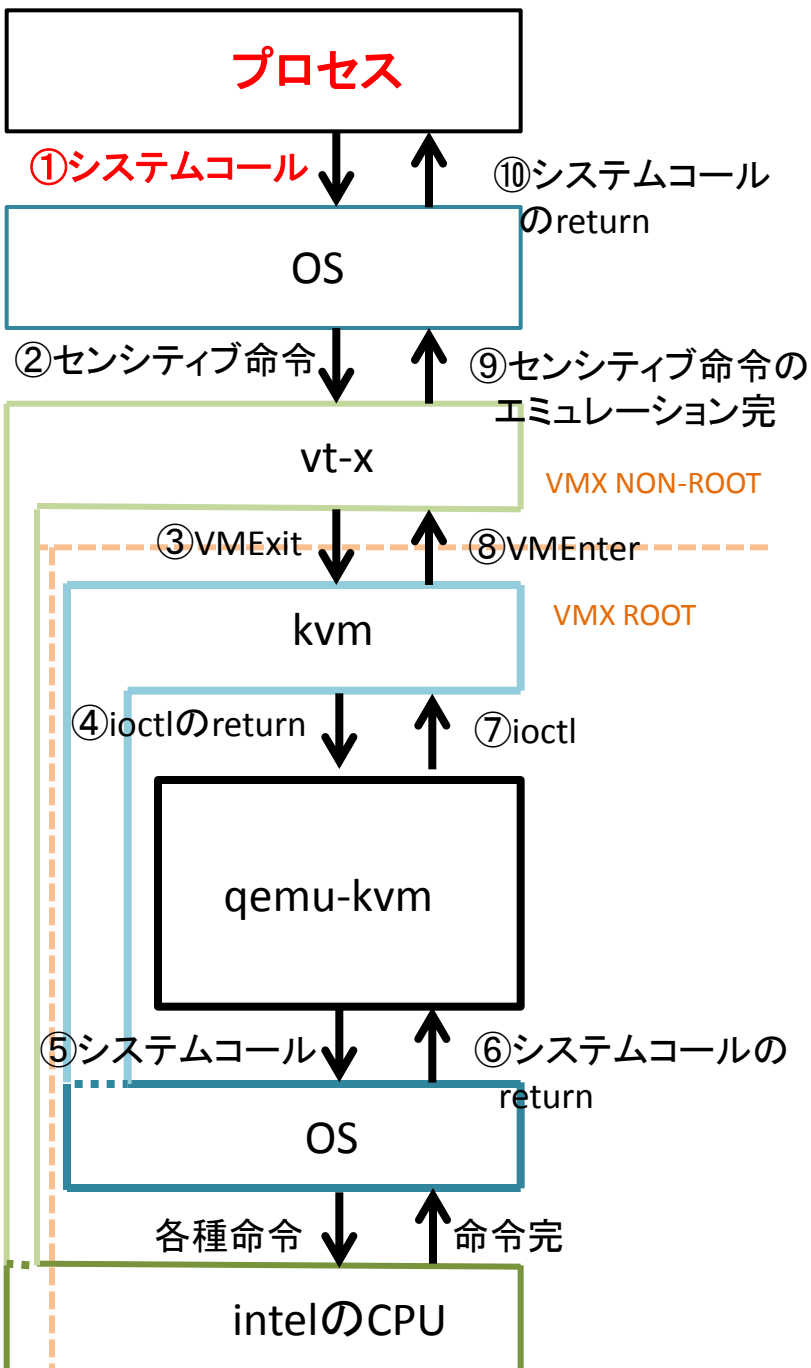 プロセス
①システムコール
⑩システムコール
のreturn
OS
②センシティブ命令
⑨センシティブ命令の
エミュレーション完
vt-x
VMX NON-ROOT
③VMExit
⑧VMEnter
kvm
VMX ROOT
④ioctlのreturn
⑦ioctl
qemu-kvm
⑤システムコール
⑥システムコールの
return
OS
各種命令
命令完
intelのCPU